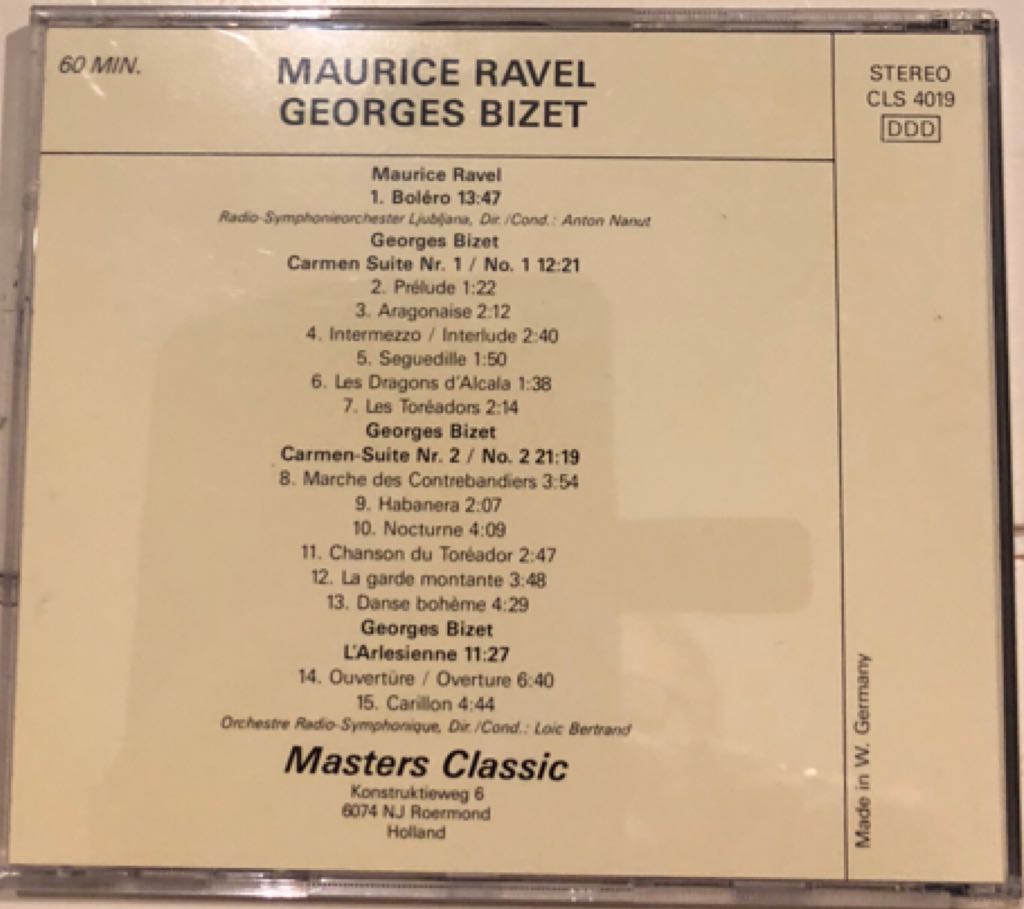 60 MIN.
MAURICE RAVEL
GEORGES BIZET
STEREO
CLS 4019
DDD
Maurice Ravel
1. Boléro 13:47
Radio-Symphonieorchester Ljubljana, Dir./Cond.: Anton Nanut
Georges Bizet
Carmen Suite Nr. 1 / No. 1 12:21
2. Prélude 1:22
3. Aragonaise 2:12
4. Intermezzo / Interlude 2:40
5. Seguedille 1:50
6. Les Dragons d'Alcala 1:38
7. Les Toréadors 2:14
Georges Bizet
Carmen-Suite Nr. 2 / No. 2 21:19
8. Marche des Contrebandiers 3:54
9. Habanera 2:07
10. Nocturne 4:09
11. Chanson du Toréador 2:47
12. La garde montante 3:48
13. Danse bohème 4:29
Georges Bizet
L'Arlesienne 11:27
14. Ouvertüre / Overture 6:40
15. Carillon 4:44
Orchestre Radio-Symphonique, Dir./Cond.: Loic Bertrand
Masters Classic
Konstruktieweg 6
6074 NJ Roermond
Holland
Made in W. Germany